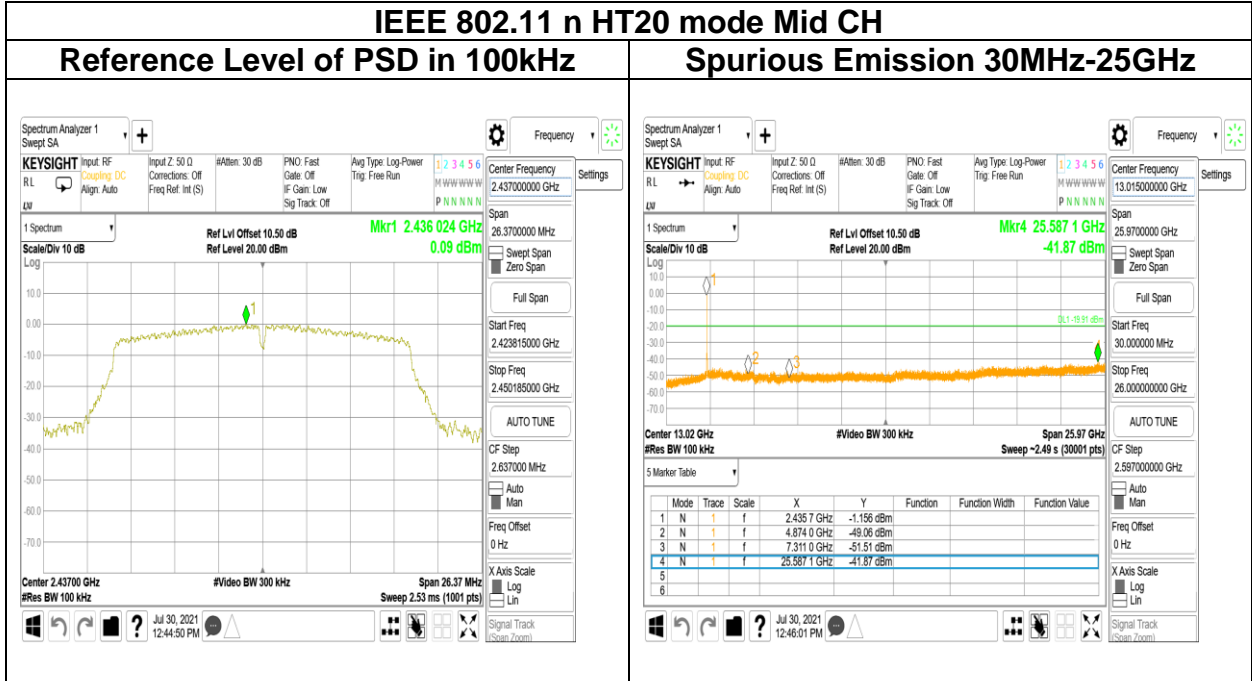 IEEE 802.11 n HT20 mode Mid CH
Reference Level of PSD in 100kHz
Spurious Emission 30MHz-25GHz
Spectrum Analyzer 1
Swept SA
+
Frequency
KEYSIGHT
RL
Input: RF
Coupling: DC
Align: Auto
Input Z: 50 Ω
Corrections: Off
Freq Ref: Int (S)
#Atten: 30 dB
PNO: Fast
Gate: Off
IF Gain: Low
Sig Track: Off
Avg Type: Log-Power
Trig: Free Run
1 2 3 4 5 6
M W W W W W
P N N N N N
Center Frequency
2.437000000 GHz
Settings
1 Spectrum
Scale/Div 10 dB
Log
Ref Lvl Offset 10.50 dB
Ref Level 20.00 dBm
Mkr1 2.436 024 GHz
0.09 dBm
Span
26.3700000 MHz
Swept Span
Zero Span
Full Span
Start Freq
2.423815000 GHz
Stop Freq
2.450185000 GHz
AUTO TUNE
CF Step
2.637000 MHz
Auto
Man
Freq Offset
0 Hz
X Axis Scale
Log
Lin
Signal Track
(Span Zoom)
10.0
0.00
-10.0
-20.0
-30.0
-40.0
-50.0
-60.0
-70.0
1
Center 2.43700 GHz
#Res BW 100 kHz
#Video BW 300 kHz
Span 26.37 MHz
Sweep 2.53 ms (1001 pts)
?
Jul 30, 2021
12:44:50 PM
Spectrum Analyzer 1
Swept SA
+
Frequency
KEYSIGHT
RL
Input: RF
Coupling: DC
Align: Auto
Input Z: 50 Ω
Corrections: Off
Freq Ref: Int (S)
#Atten: 30 dB
PNO: Fast
Gate: Off
IF Gain: Low
Sig Track: Off
Avg Type: Log-Power
Trig: Free Run
1 2 3 4 5 6
M W W W W W
P N N N N N
Center Frequency
13.015000000 GHz
Settings
1 Spectrum
Scale/Div 10 dB
Log
Ref Lvl Offset 10.50 dB
Ref Level 20.00 dBm
Mkr4 25.587 1 GHz
-41.87 dBm
Span
25.9700000 GHz
Swept Span
Zero Span
Full Span
Start Freq
30.000000 MHz
Stop Freq
26.000000000 GHz
AUTO TUNE
CF Step
2.597000000 GHz
Auto
Man
Freq Offset
0 Hz
X Axis Scale
Log
Lin
Signal Track
(Span Zoom)
10.0
0.00
-10.0
-20.0
-30.0
-40.0
-50.0
-60.0
-70.0
1
2
3
DL1 -19.91 dBm
Center 13.02 GHz
#Res BW 100 kHz
#Video BW 300 kHz
Span 25.97 GHz
Sweep ~2.49 s (30001 pts)
5 Marker Table
Mode Trace Scale X Y Function Function Width Function Value
1 N 1 f 2.435 7 GHz -1.156 dBm
2 N 1 f 4.874 0 GHz -49.06 dBm
3 N 1 f 7.311 0 GHz -51.51 dBm
4 N 1 f 25.587 1 GHz -41.87 dBm
5
6
?
Jul 30, 2021
12:46:01 PM